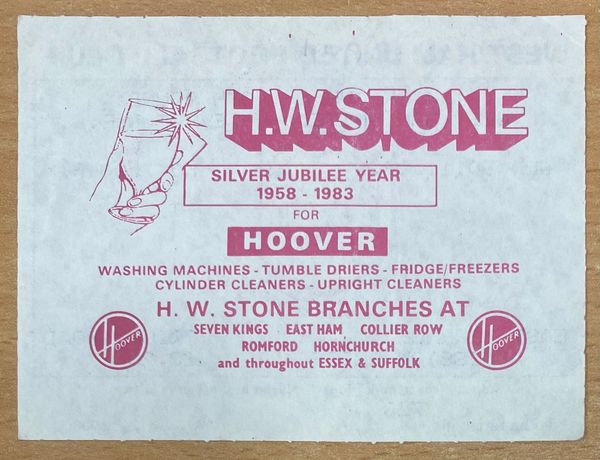 H.W.STONE
SILVER JUBILEE YEAR
1958 - 1983
FOR
HOOVER
WASHING MACHINES - TUMBLE DRIERS - FRIDGE/FREEZERS
CYLINDER CLEANERS - UPRIGHT CLEANERS
H. W. STONE BRANCHES AT
SEVEN KINGS EAST HAM COLLIER ROW
ROMFORD HORNCHURCH
and throughout ESSEX & SUFFOLK
HOOVER
HOOVER